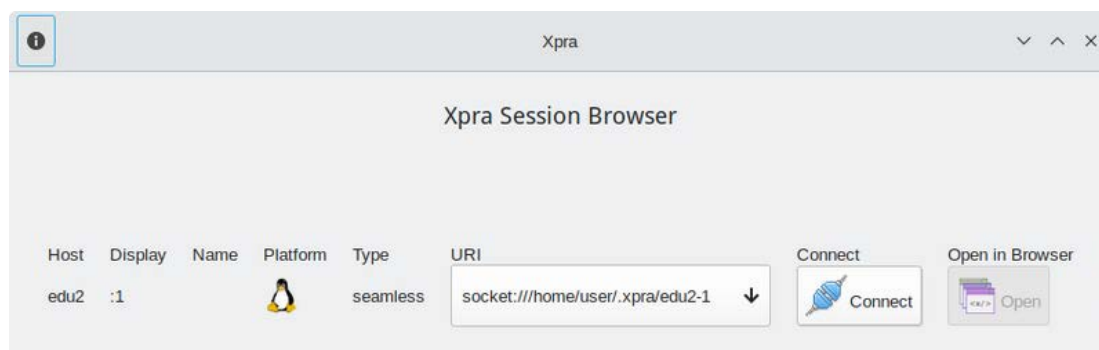 Xpra
Xpra Session Browser
Host Display Name Platform Type URI Connect Open in Browser
edu2 :1 seamless socket:///home/user/.xpra/edu2-1 Connect Open